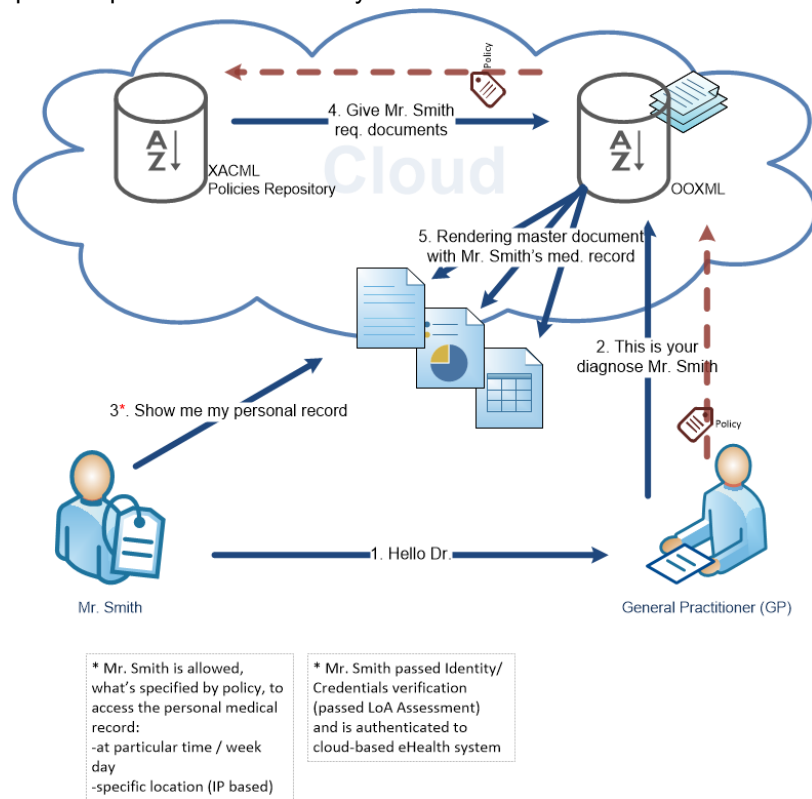 Policy
4. Give Mr. Smith
req. documents
A
Z
XACML
Policies Repository
Cloud
A
Z
OOXML
5. Rendering master document
with Mr. Smith's med. record
2. This is your
diagnose Mr. Smith
3*. Show me my personal record
Policy
1. Hello Dr.
Mr. Smith
General Practitioner (GP)
* Mr. Smith is allowed,
what's specified by policy, to
access the personal medical
record:
-at particular time / week
day
-specific location (IP based)
* Mr. Smith passed Identity/
Credentials verification
(passed LoA Assessment)
and is authenticated to
cloud-based eHealth system